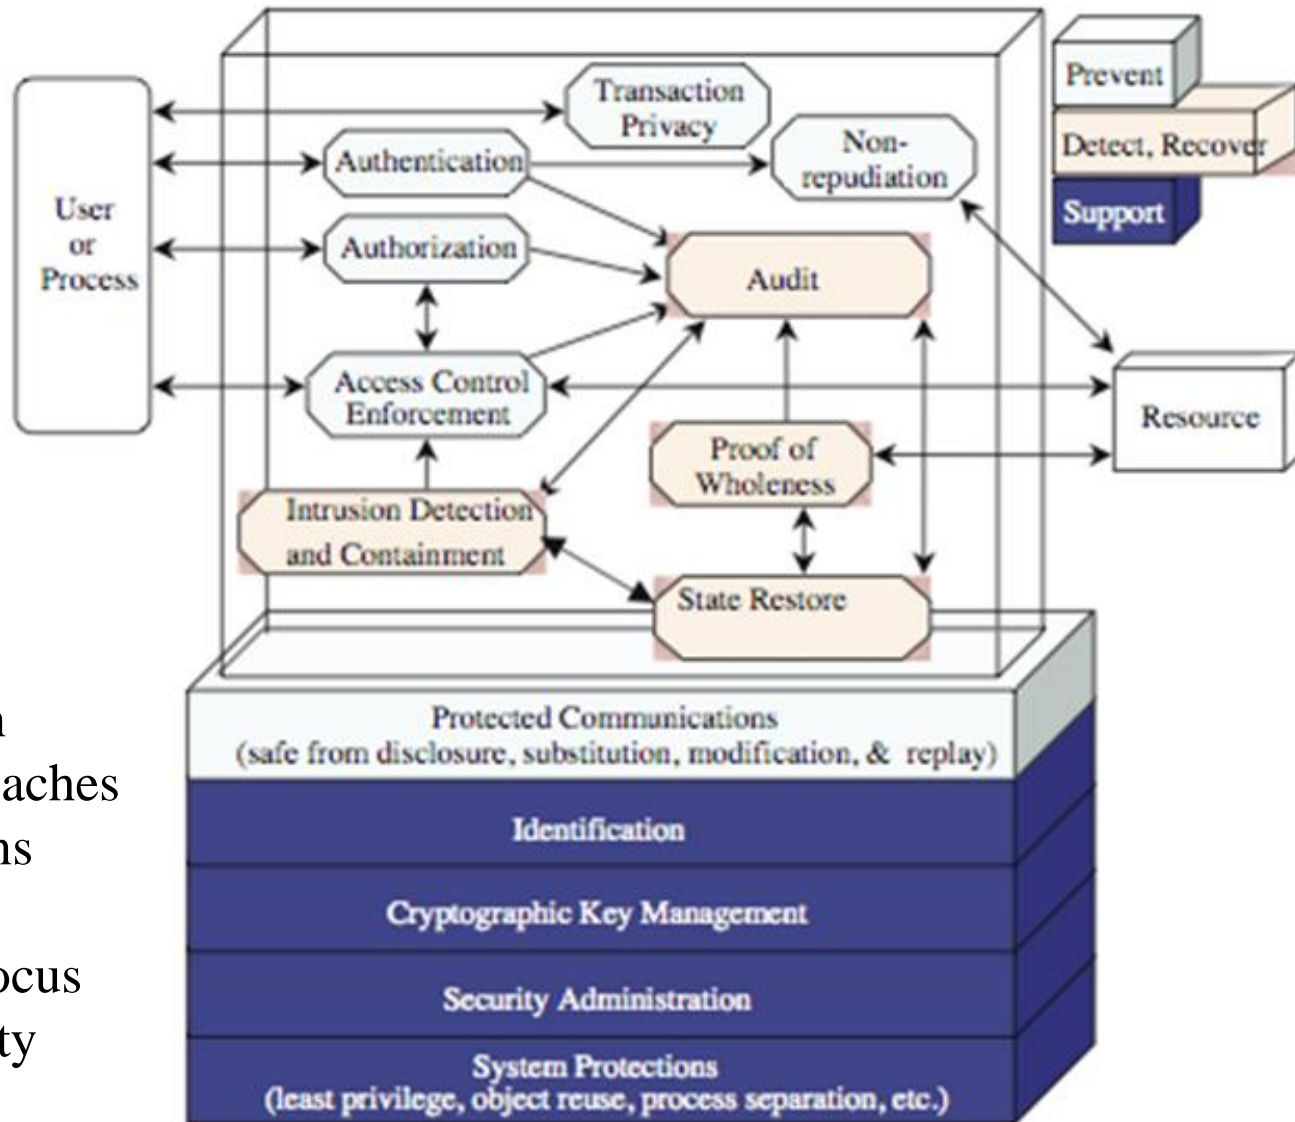 Transaction
Privacy
Prevent
Authentication
Non-
repudiation
Detect, Recover
User
or
Process
Support
Authorization
Audit
Access Control
Enforcement
Resource
Proof of
Wholeness
Intrusion Detection
and Containment
State Restore
Protected Communications
(safe from disclosure, substitution, modification, & replay)
aches
ns
Identification
Cryptographic Key Management
ocus
Security Administration
ty
System Protections
(least privilege, object reuse, process separation, etc.)